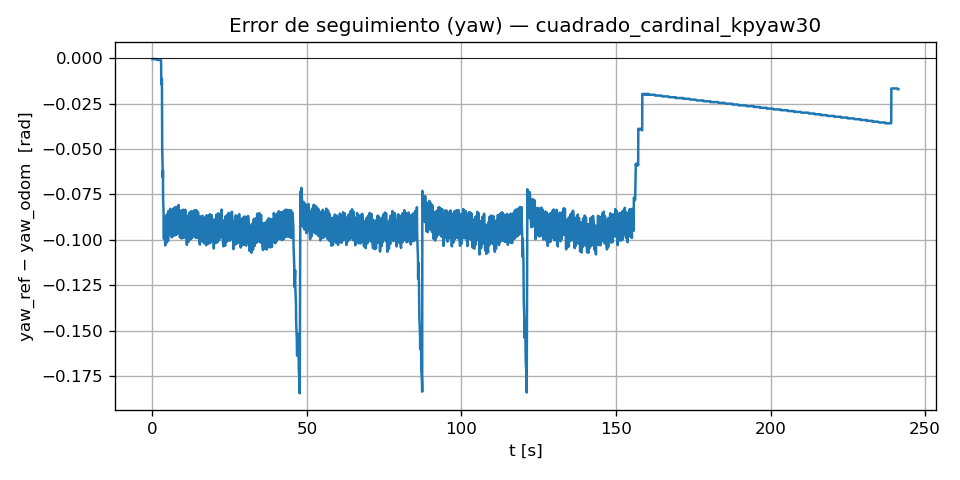 Error de seguimiento (yaw) — cuadrado_cardinal_kpyaw30
yaw_ref − yaw_odom [rad]
0.000
−0.025
−0.050
−0.075
−0.100
−0.125
−0.150
−0.175
0 50 100 150 200 250
t [s]